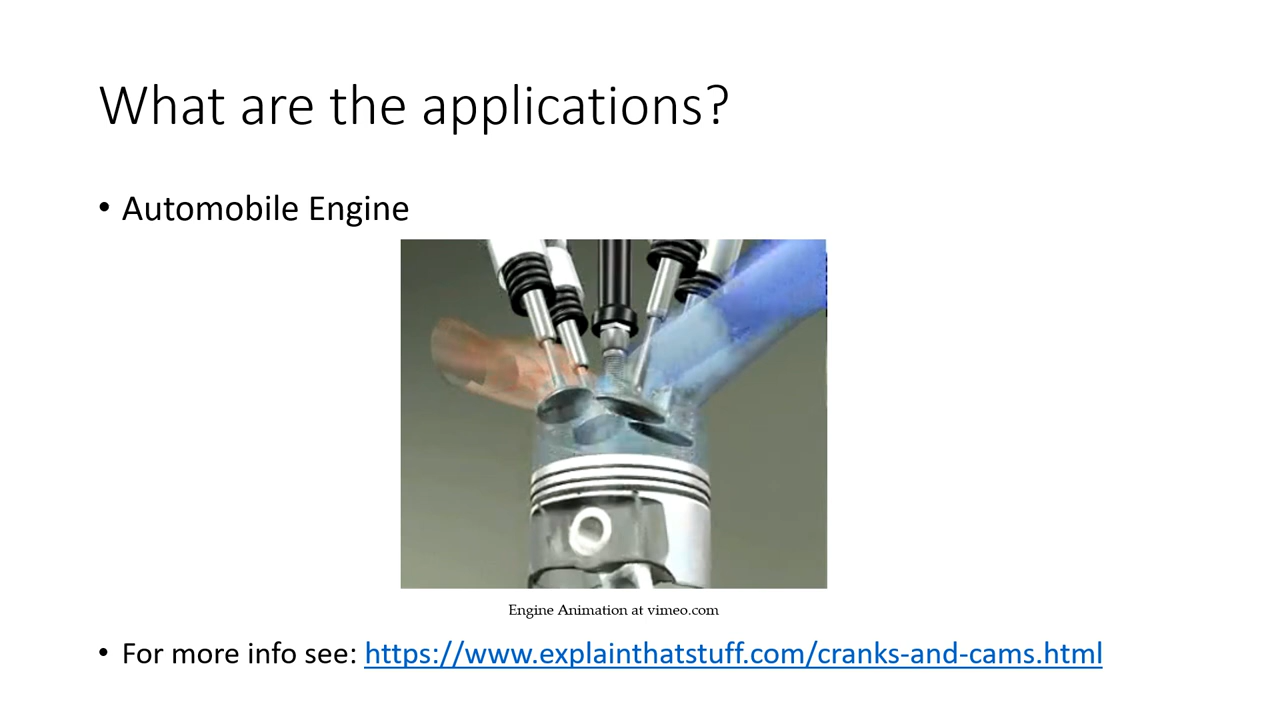 What are the applications?
• Automobile Engine
Engine Animation at vimeo.com
• For more info see: https://www.explainthatstuff.com/cranks-and-cams.html